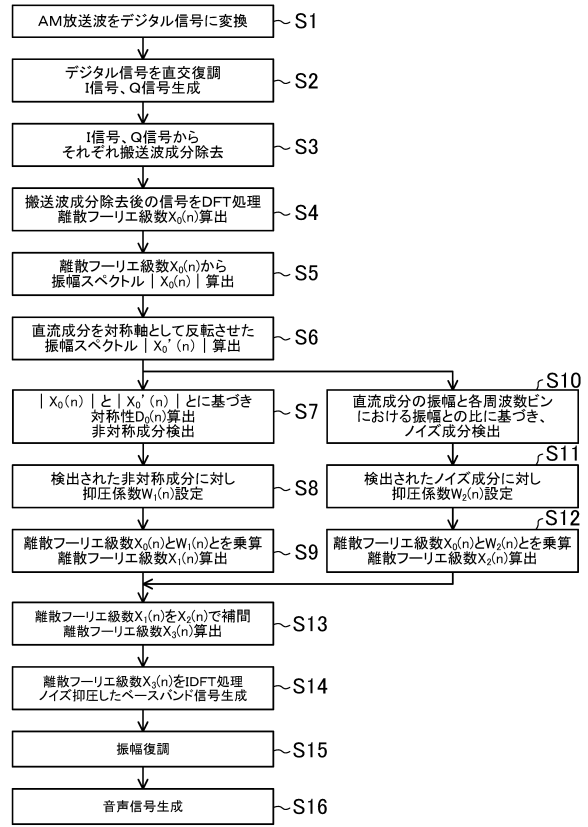 AM放送波をデジタル信号に変換
S1
デジタル信号を直交復調
I信号、Q信号生成
S2
I信号、Q信号から
それぞれ搬送波成分除去
S3
搬送波成分除去後の信号をDFT処理
離散フーリエ級数X₀(n)算出
S4
離散フーリエ級数X₀(n)から
振幅スペクトル|X₀(n)|算出
S5
直流成分を対称軸として反転させた
振幅スペクトル|X₀'(n)|算出
S6
|X₀(n)|と|X₀'(n)|とに基づき
対称性D₀(n)算出
非対称成分検出
S7
検出された非対称成分に対し
抑圧係数W₁(n)設定
S8
離散フーリエ級数X₀(n)とW₁(n)とを乗算
離散フーリエ級数X₁(n)算出
S9
S10
直流成分の振幅と各周波数ビン
における振幅との比に基づき、
ノイズ成分検出
S11
検出されたノイズ成分に対し
抑圧係数W₂(n)設定
S12
離散フーリエ級数X₀(n)とW₂(n)とを乗算
離散フーリエ級数X₂(n)算出
離散フーリエ級数X₁(n)をX₂(n)で補間
離散フーリエ級数X₃(n)算出
S13
離散フーリエ級数X₃(n)をIDFT処理
ノイズ抑圧したベースバンド信号生成
S14
振幅復調
S15
音声信号生成
S16